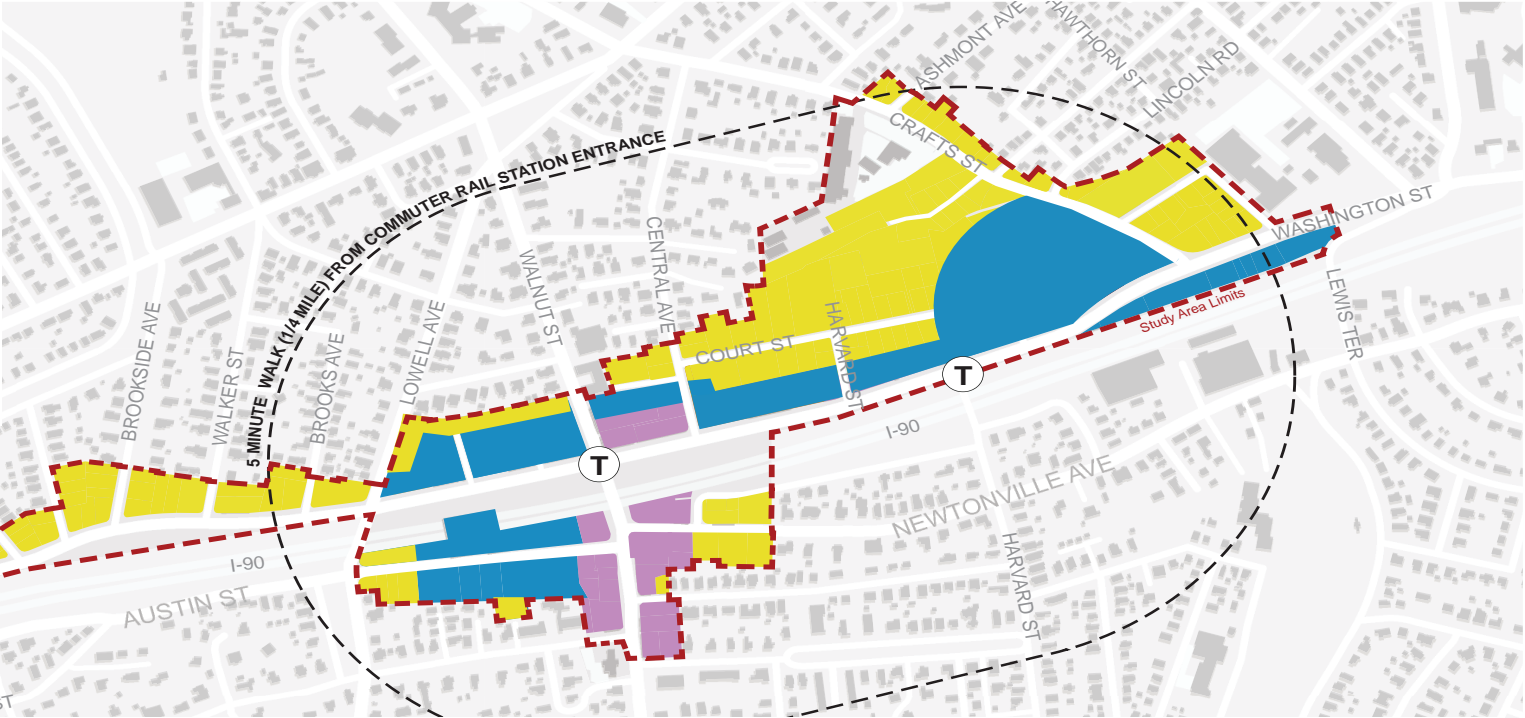 ASHMONT AVE
HAWTHORN ST
LINCOLN RD
CRAFTS ST
5 MINUTE WALK (1/4 MILE) FROM COMMUTER RAIL STATION ENTRANCE
WASHINGTON ST
CENTRAL AVE
WALNUT ST
LEWIS TER
Study Area Limits
BROOKSIDE AVE
WALKER ST
BROOKS AVE
LOWELL AVE
COURT ST
HARVARD ST
T
I-90
T
NEWTONVILLE AVE
I-90
HARVARD ST
AUSTIN ST
ST